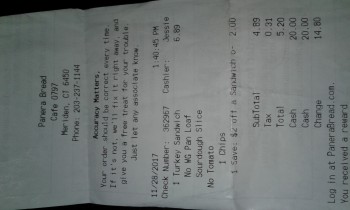 Panera Bread
Cafe 0797
Meriden, CT 6450
Phone: 203-237-1144
Accuracy Matters.
Your order should be correct every time.
If it's not, we'll fix it right away, and
give you a free treat for your trouble.
Just let any associate know.
11/28/2017 1:40:45 PM
Check Number: 062967 Cashier: Jessie
1 Turkey Sandwich 6.89
No WG Pan Loaf
Sourdough Slice
No Tomato
1 Chips
1 Save: $2 off a Sandwich o- 2.00
Subtotal 4.89
Tax 0.31
Total 5.20
Cash 20.00
Cash 20.00
Change 14.80
Log in at PaneraBread.com.
You received a reward